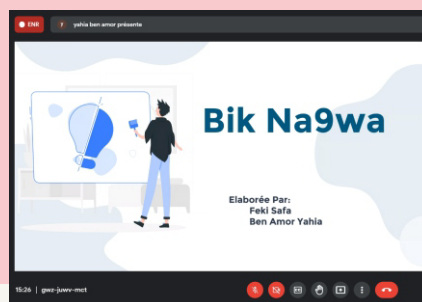 ENR
y yahia ben amor présente
Bik Na9wa
Elaborée Par:
Feki Safa
Ben Amor Yahia
15:26 | gwz-juwv-mct